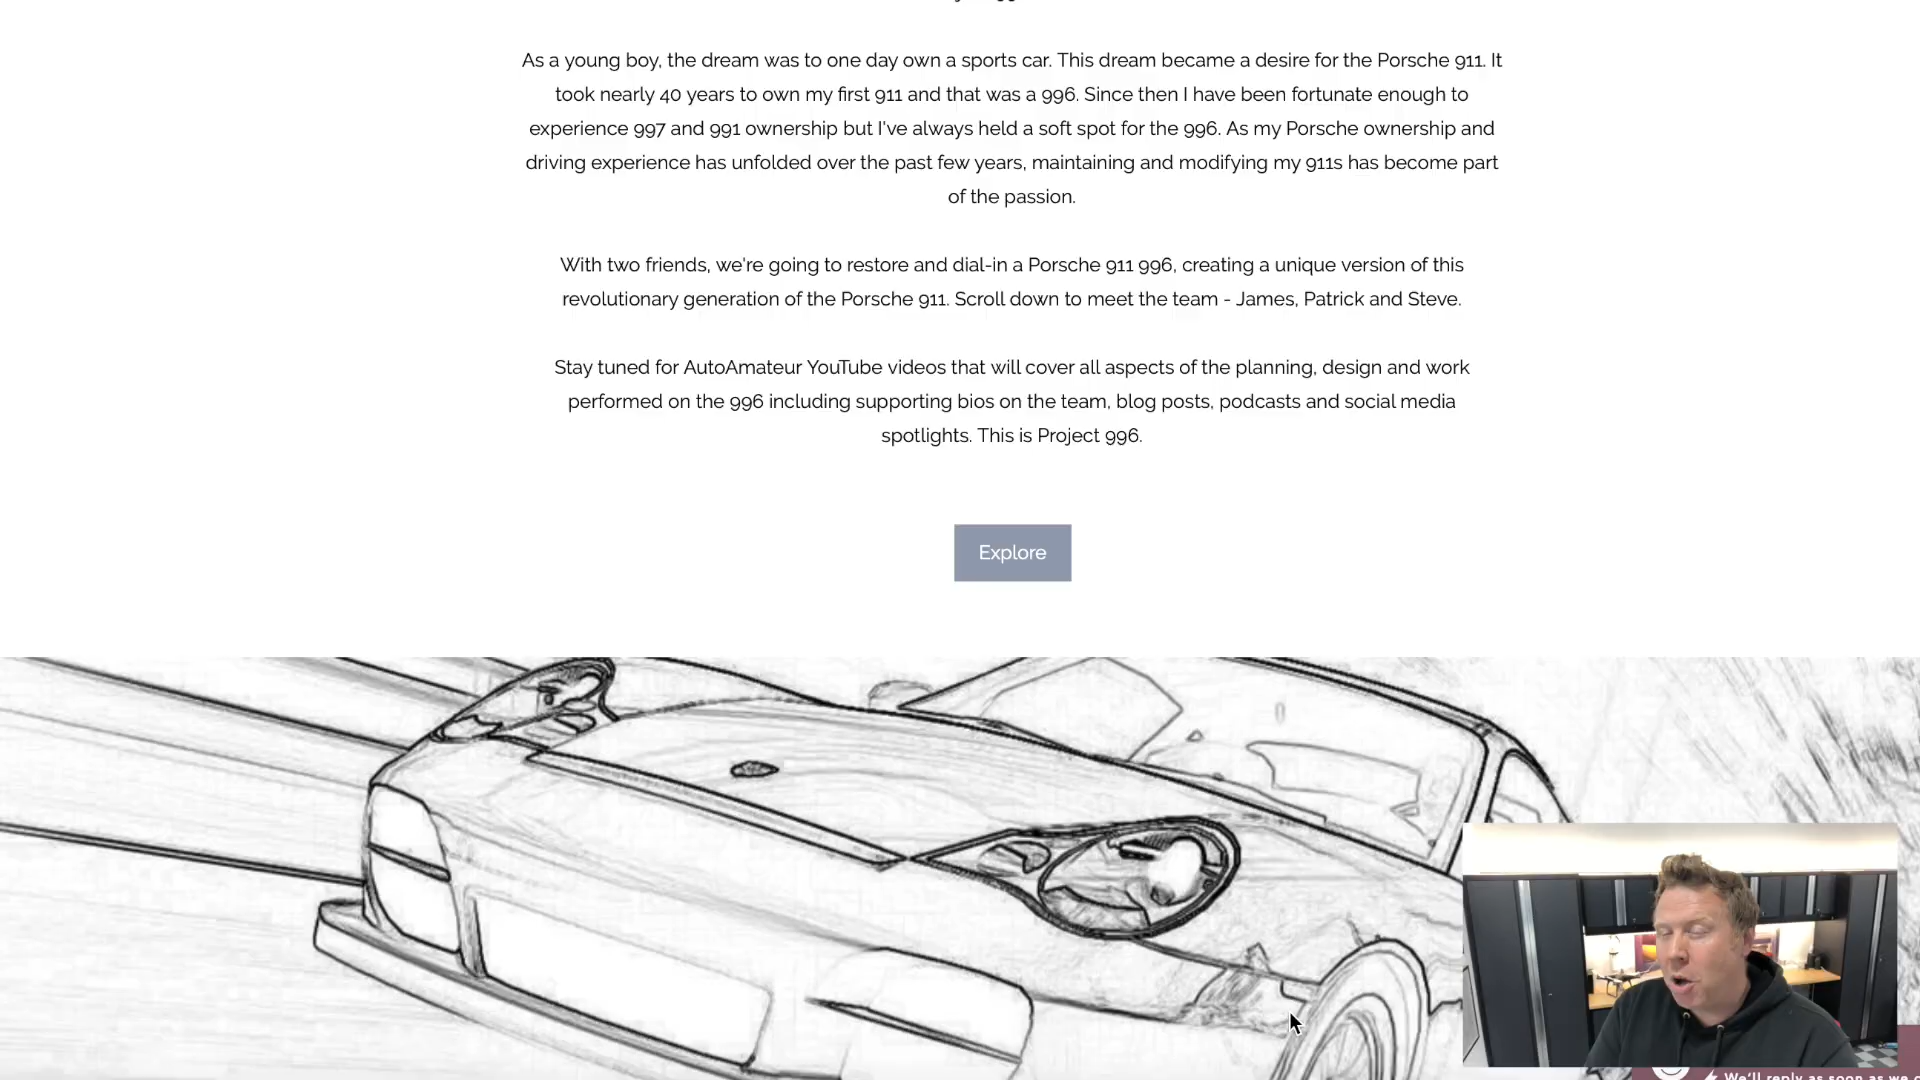 As a young boy, the dream was to one day own a sports car. This dream became a desire for the Porsche 911. It
took nearly 40 years to own my first 911 and that was a 996. Since then I have been fortunate enough to
experience 997 and 991 ownership but I've always held a soft spot for the 996. As my Porsche ownership and
driving experience has unfolded over the past few years, maintaining and modifying my 911s has become part
of the passion.
With two friends, we're going to restore and dial-in a Porsche 911 996, creating a unique version of this
revolutionary generation of the Porsche 911. Scroll down to meet the team - James, Patrick and Steve.
Stay tuned for AutoAmateur YouTube videos that will cover all aspects of the planning, design and work
performed on the 996 including supporting bios on the team, blog posts, podcasts and social media
spotlights. This is Project 996.
Explore
We'll reply as soon as we